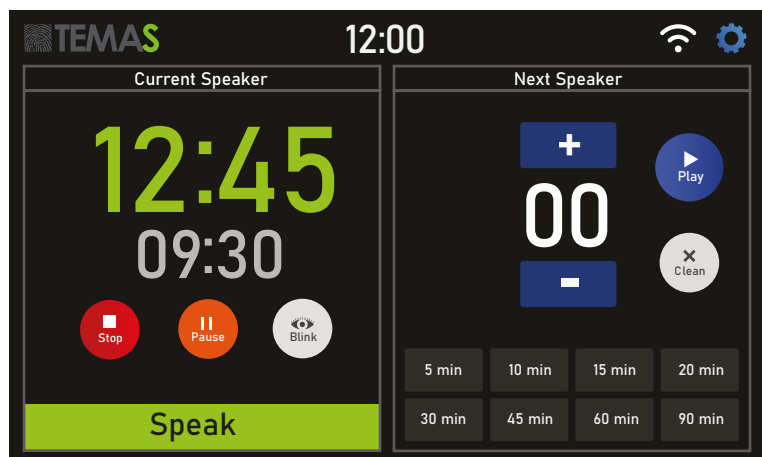 TEMAS
12:00
Current Speaker
12:45
09:30
Stop
Pause
Blink
Speak
Next Speaker
+
00
-
Play
Clean
5 min
10 min
15 min
20 min
30 min
45 min
60 min
90 min